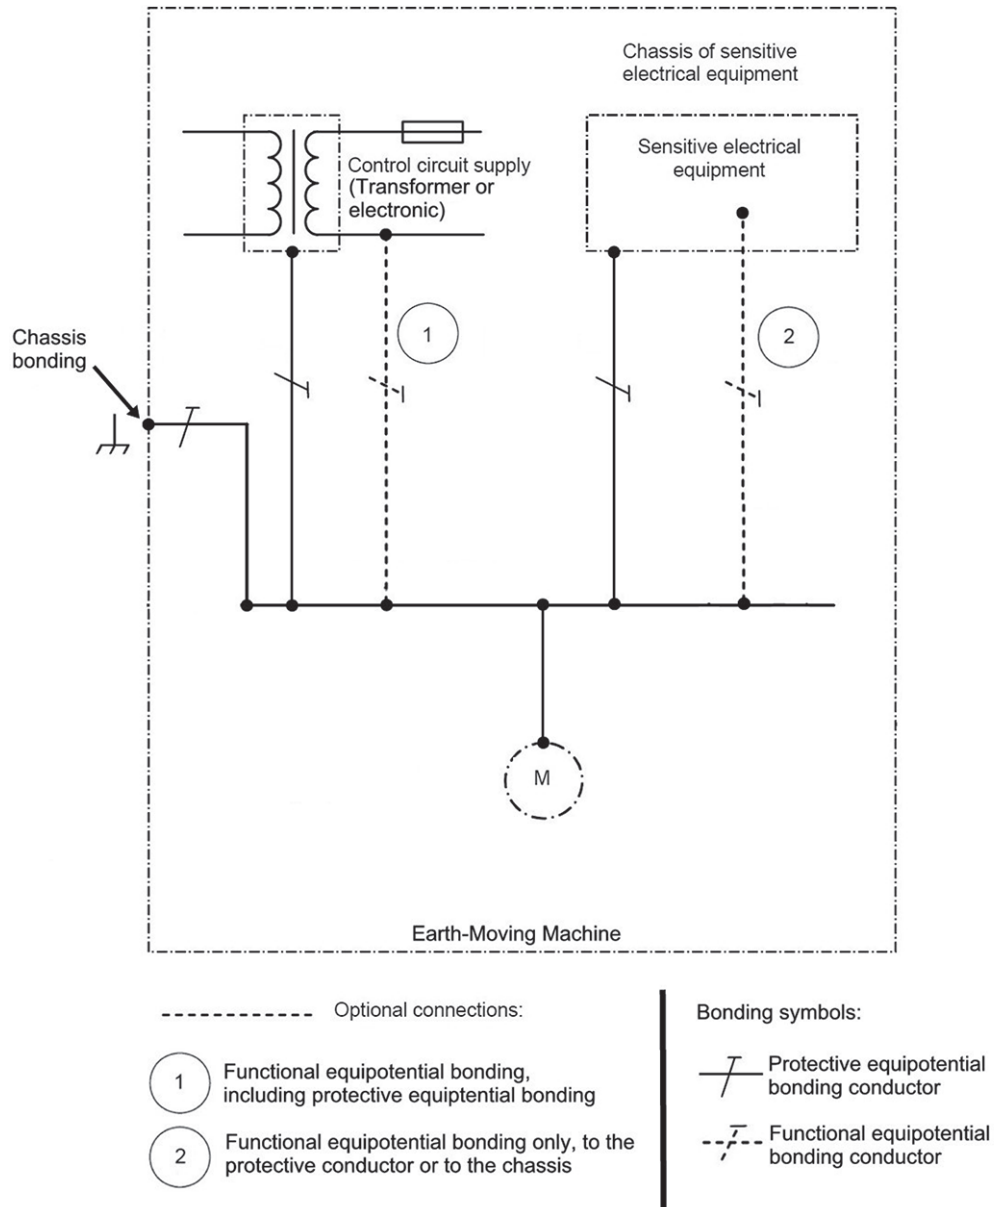 Chassis of sensitive
electrical equipment
Sensitive electrical
equipment
Control circuit supply
(Transformer or
electronic)
1
2
Chassis
bonding
M
Earth-Moving Machine
Optional connections:
1
Functional equipotential bonding,
including protective equiptential bonding
2
Functional equipotential bonding only, to the
protective conductor or to the chassis
Bonding symbols:
Protective equipotential
bonding conductor
Functional equipotential
bonding conductor